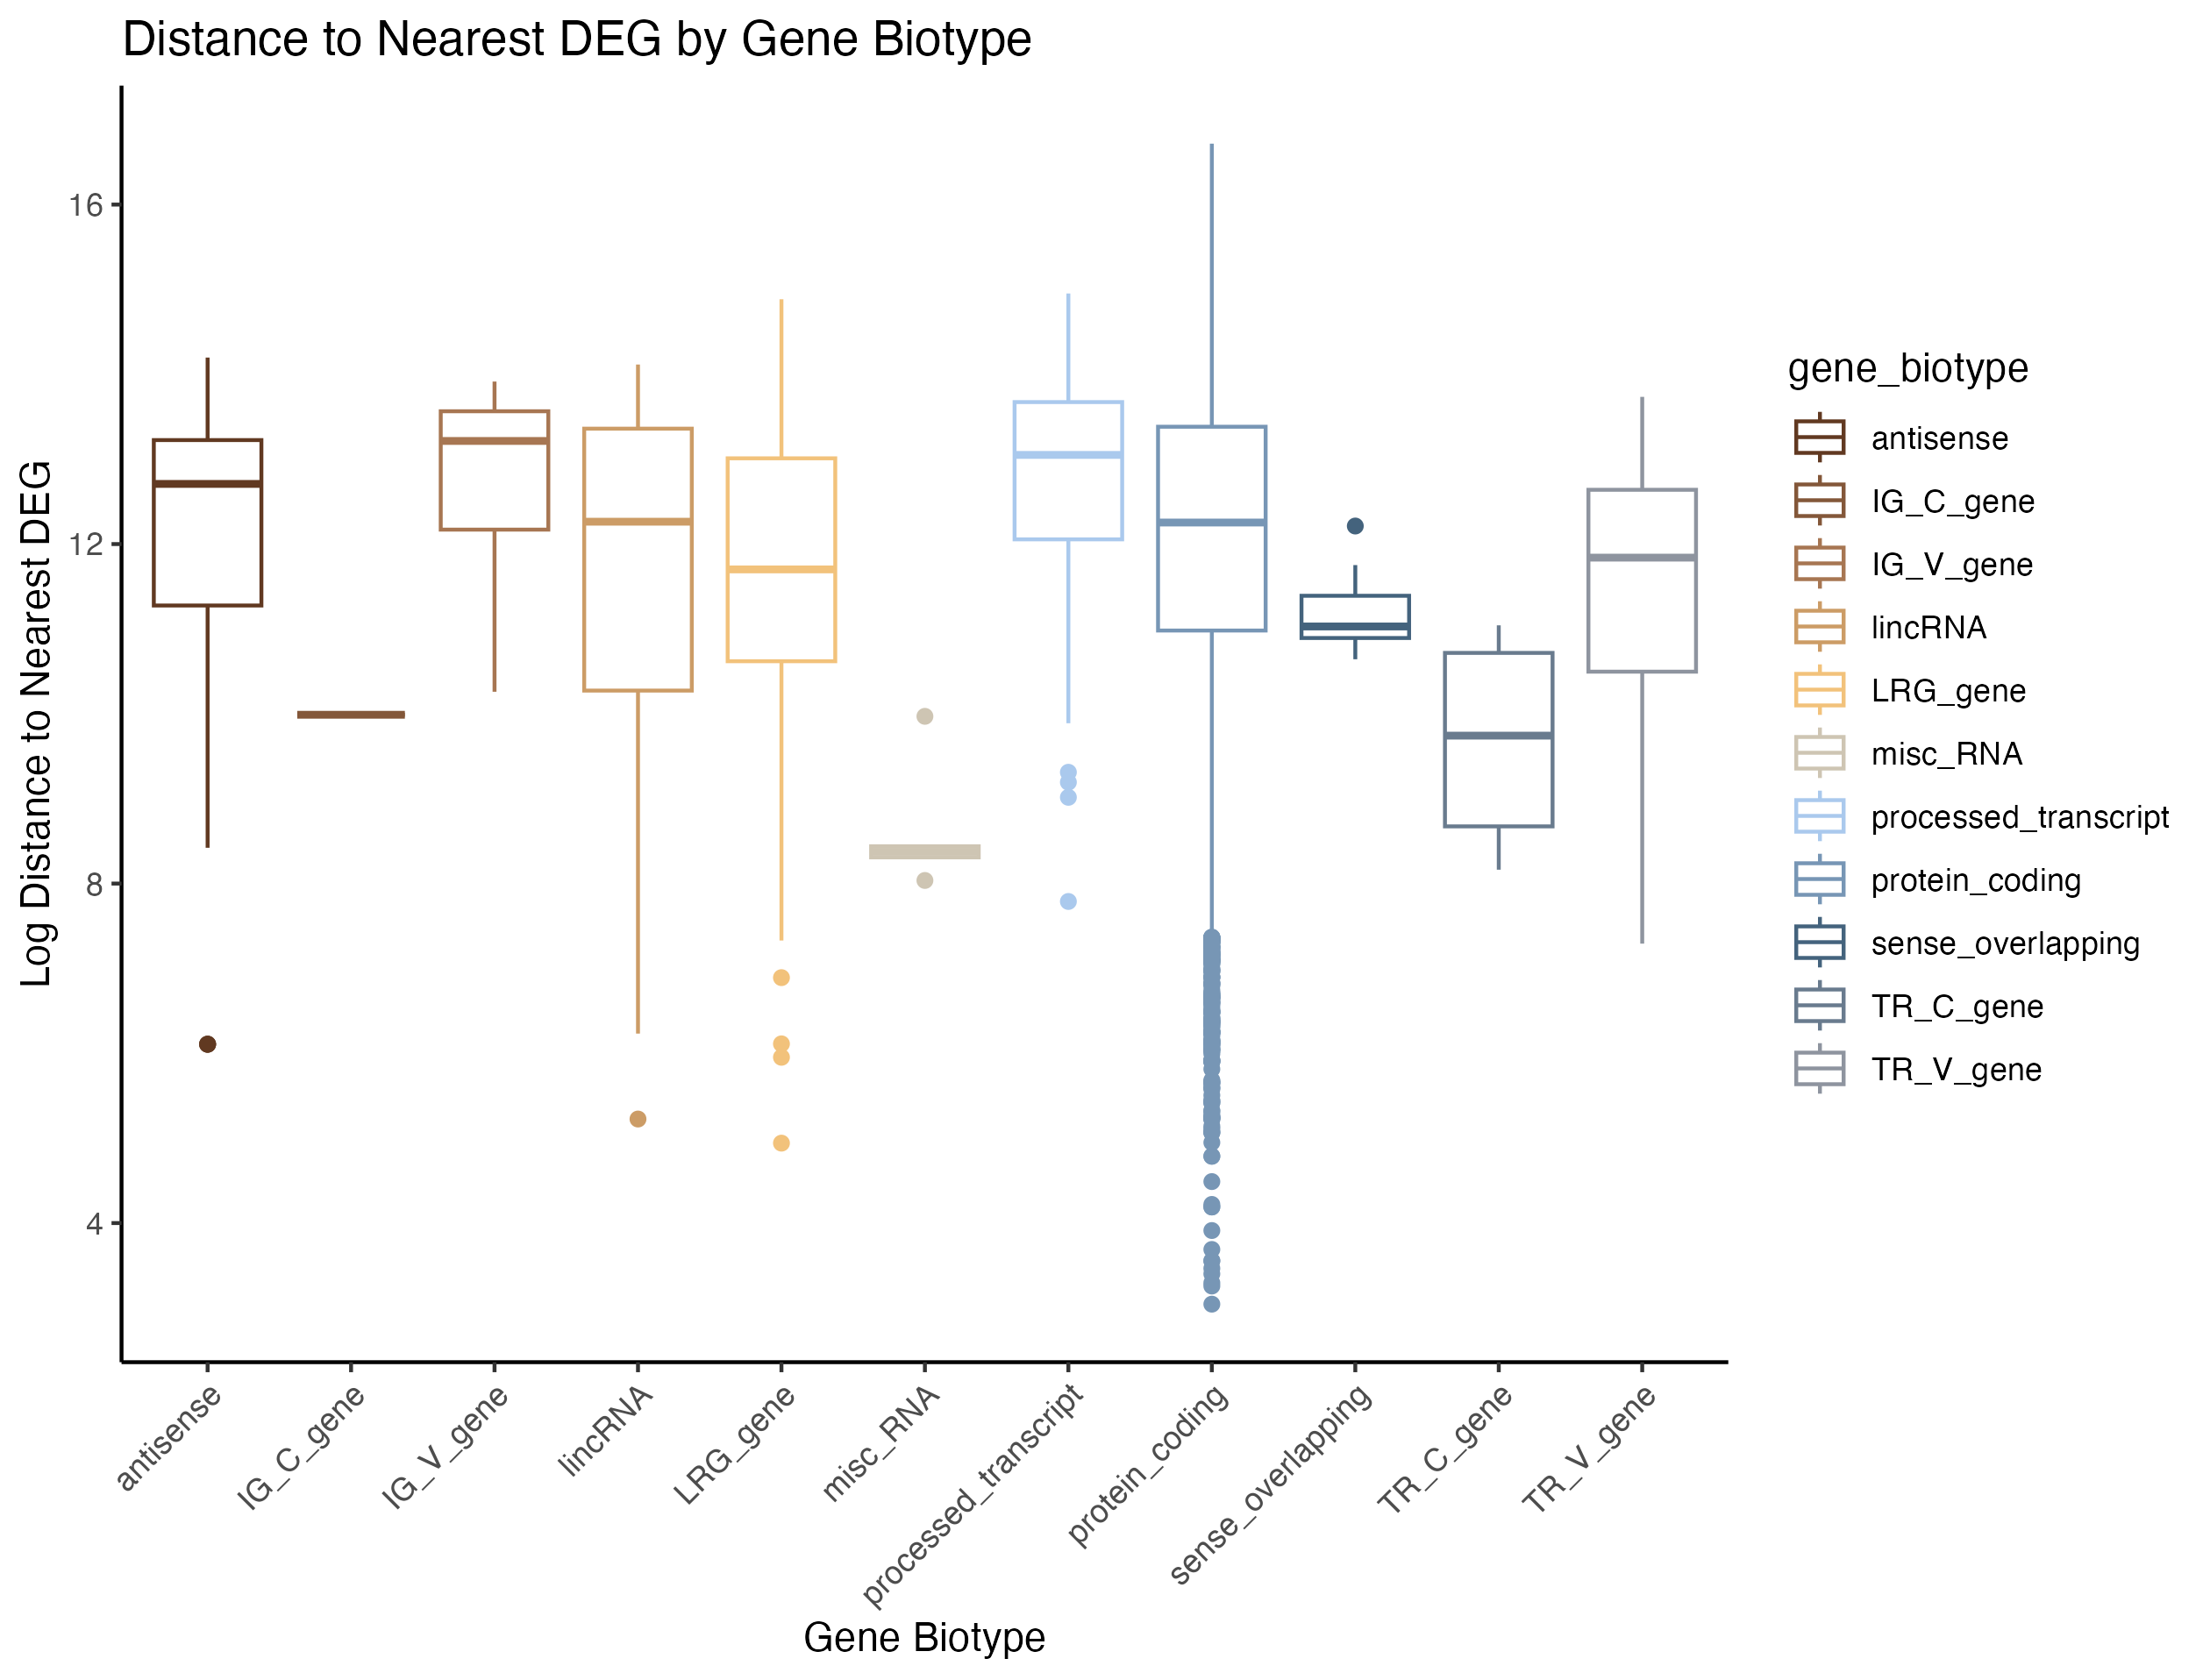 Distance to Nearest DEG by Gene Biotype
Log Distance to Nearest DEG
16
12
8
4
antisense
IG_C_gene
IG_V_gene
lincRNA
LRG_gene
misc_RNA
processed_transcript
protein_coding
sense_overlapping
TR_C_gene
TR_V_gene
Gene Biotype
gene_biotype
antisense
IG_C_gene
IG_V_gene
lincRNA
LRG_gene
misc_RNA
processed_transcript
protein_coding
sense_overlapping
TR_C_gene
TR_V_gene